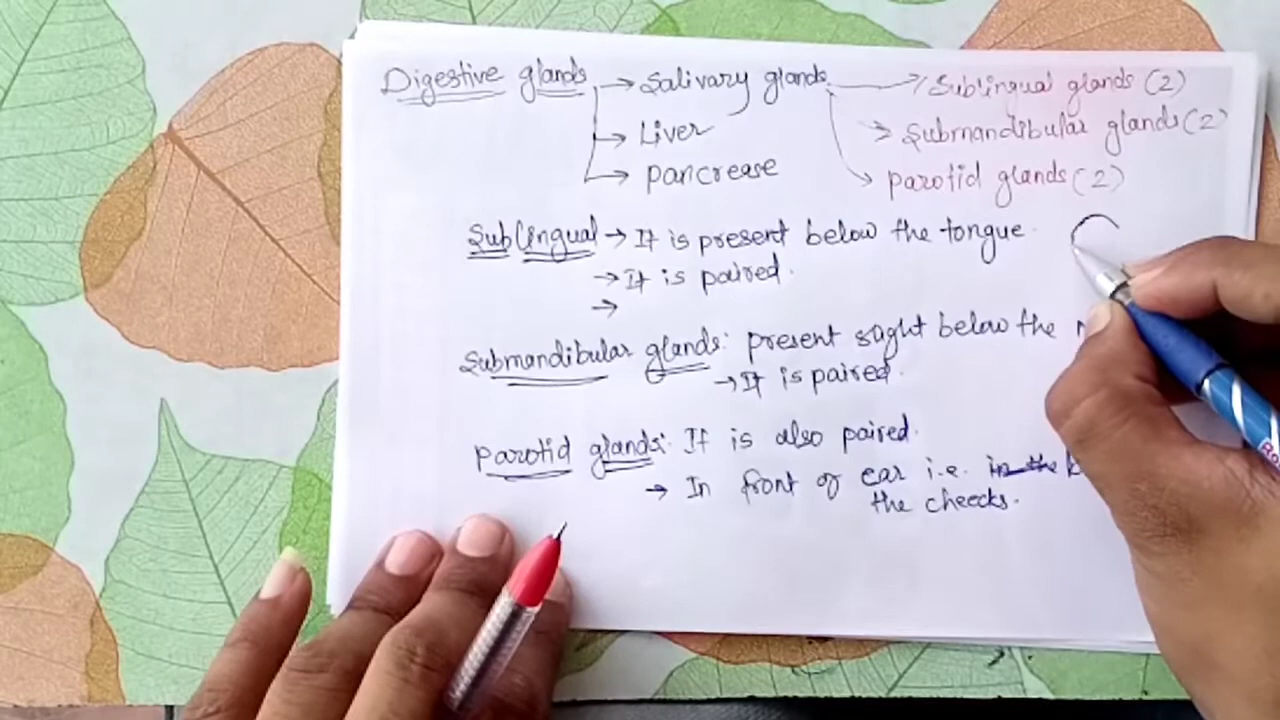 Digestive glands → Salivary glands → Sublingual glands (2)
→ Liver → Submandibular glands (2)
→ pancrease → parotid glands (2)
Sublingual → It is present below the tongue.
→ It is paired.
→
Submandibular glands: present slight below the
→ It is paired.
parotid glands: It is also paired.
→ In front of ear i.e. in the
the cheecks.